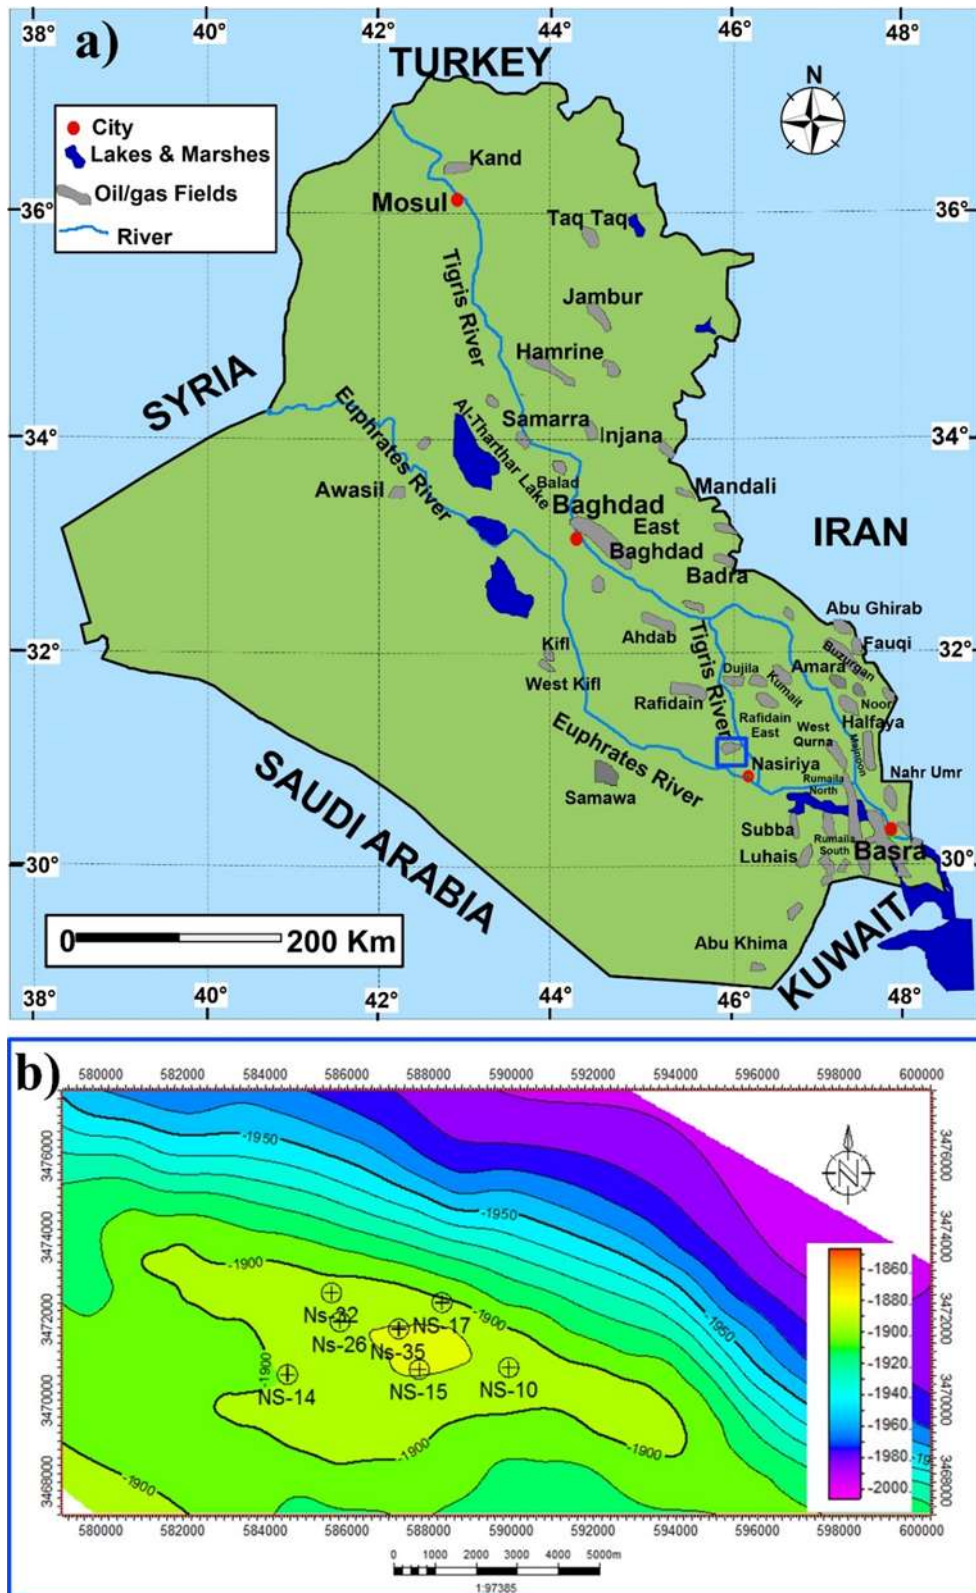 a)
38° 40° 42° 44° 46° 48°
TURKEY
N
City
Lakes & Marshes
Oil/gas Fields
River
Kand
Mosul
36° 36°
Taq Taq
Tigris River
Jambur
Hamrine
SYRIA
Euphrates River
Al-Tharthar Lake
Samarra
Injana
34° 34°
Balad
Mandali
Awasil
Baghdad
East
Baghdad
IRAN
Badra
Abu Ghirab
Ahdab
Tigris River
Fauqi
Kifl
Buzurgan
32° 32°
Dujila
Amara
West Kifl
Kumait
Rafidain
Noor
Rafidain
East
West
Qurna
Halfaya
Majnoon
Euphrates River
Nasiriya
Nahr Umr
SAUDI ARABIA
Samawa
Rumaila
North
Subba
Rumaila
South
Basra
Luhais
30° 30°
KUWAIT
0 200 Km
Abu Khima
38° 40° 42° 44° 46° 48°
b)
580000 582000 584000 586000 588000 590000 592000 594000 596000 598000 600000
3476000 3476000
-1950
N
-1950
3474000 3474000
-1900
-1860
-1880
-1900
-1920
-1940
-1960
-1980
-2000
-1900
3472000 3472000
Ns-32
NS-17
-1950
Ns-26
Ns-35
-1900
NS-14
NS-15
NS-10
3470000 3470000
-1900
-1900
3468000 3468000
-1900
580000 582000 584000 586000 588000 590000 592000 594000 596000 598000 600000
0 1000 2000 3000 4000 5000m
1:97385